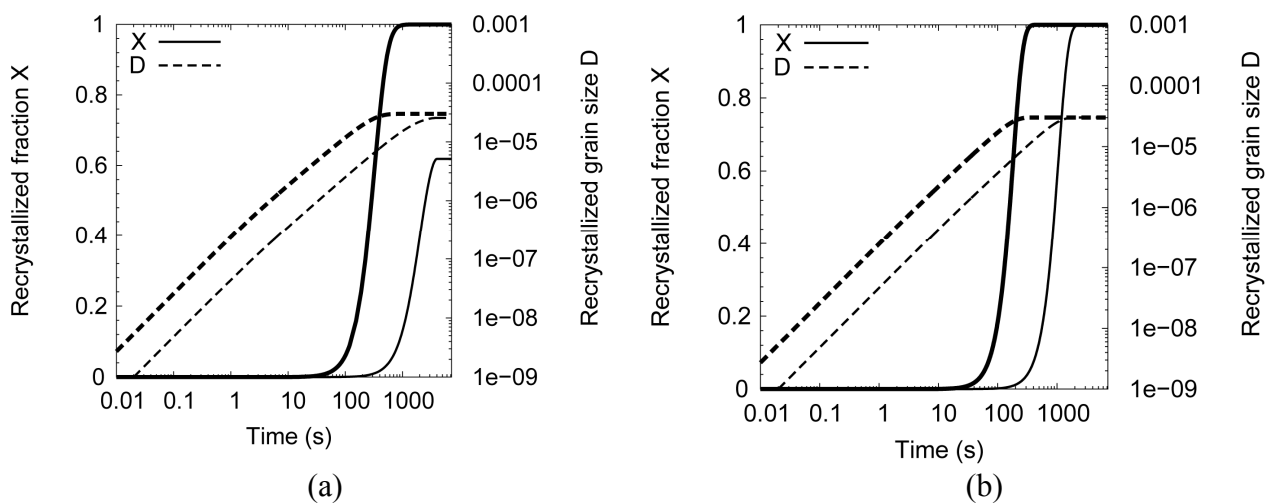 Recrystallized fraction X
1
0.8
0.6
0.4
0.2
0
X
D
0.001
0.0001
1e−05
1e−06
1e−07
1e−08
1e−09
Recrystallized grain size D
0.01 0.1 1 10 100 1000
Time (s)
(a)
Recrystallized fraction X
1
0.8
0.6
0.4
0.2
0
X
D
0.001
0.0001
1e−05
1e−06
1e−07
1e−08
1e−09
Recrystallized grain size D
0.01 0.1 1 10 100 1000
Time (s)
(b)